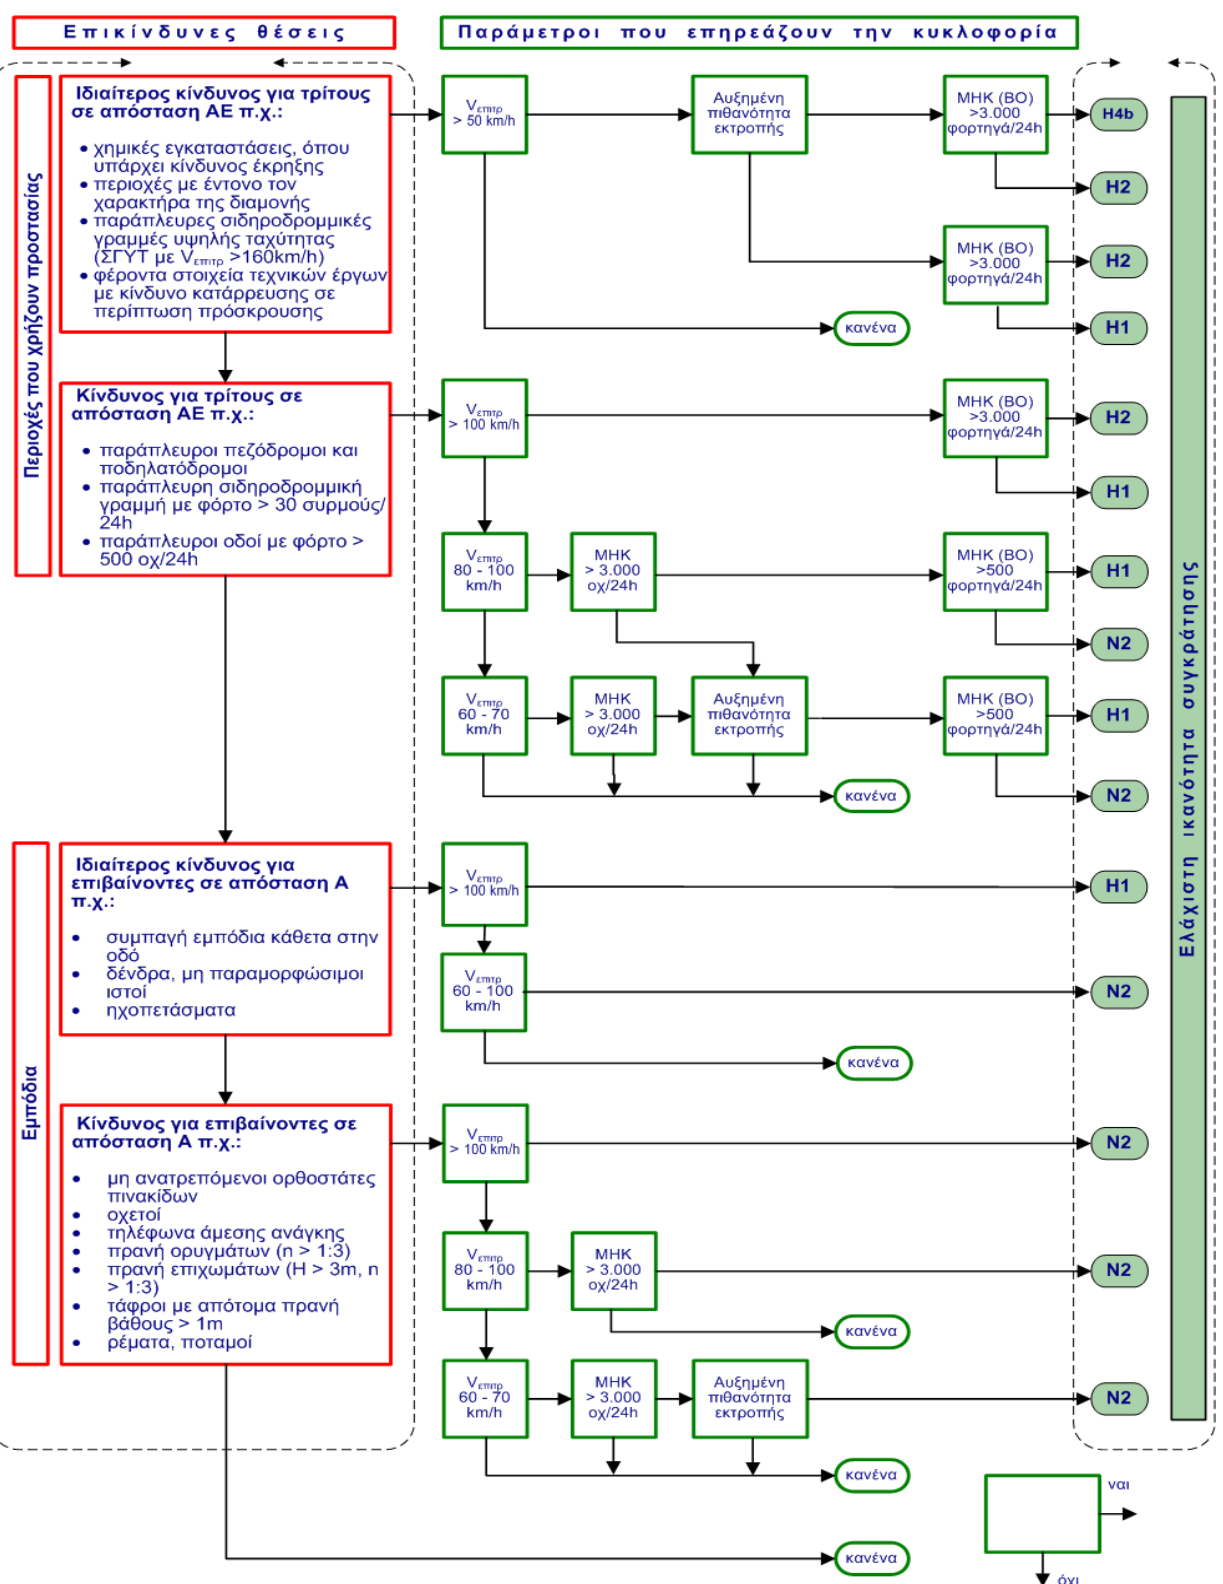 Επικίνδυνες θέσεις
Παράμετροι που επηρεάζουν την κυκλοφορία
Περιοχές που χρήζουν προστασίας
Ιδιαίτερος κίνδυνος για τρίτους
σε απόσταση ΑΕ π.χ.:
• χημικές εγκαταστάσεις, όπου
υπάρχει κίνδυνος έκρηξης
• περιοχές με έντονο τον
χαρακτήρα της διαμονής
• παράπλευρες σιδηροδρομμικές
γραμμές υψηλής ταχύτητας
(ΣΓΥΤ με Vεπιτρ >160km/h)
• φέροντα στοιχεία τεχνικών έργων
με κίνδυνο κατάρρευσης σε
περίπτωση πρόσκρουσης
Vεπιτρ
> 50 km/h
Αυξημένη
πιθανότητα
εκτροπής
ΜΗΚ (ΒΟ)
>3.000
φορτηγά/24h
H4b
H2
ΜΗΚ (ΒΟ)
>3.000
φορτηγά/24h
H2
κανένα
H1
Κίνδυνος για τρίτους σε
απόσταση ΑΕ π.χ.:
• παράπλευροι πεζόδρομοι και
ποδηλατόδρομοι
• παράπλευρη σιδηροδρομμική
γραμμή με φόρτο > 30 συρμούς/
24h
• παράπλευροι οδοί με φόρτο >
500 οχ/24h
Vεπιτρ
> 100 km/h
ΜΗΚ (ΒΟ)
>3.000
φορτηγά/24h
H2
H1
Vεπιτρ
80 - 100
km/h
ΜΗΚ
> 3.000
οχ/24h
ΜΗΚ (ΒΟ)
>500
φορτηγά/24h
H1
N2
Vεπιτρ
60 - 70
km/h
ΜΗΚ
> 3.000
οχ/24h
Αυξημένη
πιθανότητα
εκτροπής
ΜΗΚ (ΒΟ)
>500
φορτηγά/24h
H1
κανένα
N2
Ελάχιστη ικανότητα συγκράτησης
Εμπόδια
Ιδιαίτερος κίνδυνος για
επιβαίνοντες σε απόσταση Α
π.χ.:
• συμπαγή εμπόδια κάθετα στην
οδό
• δένδρα, μη παραμορφώσιμοι
ιστοί
• ηχοπετάσματα
Vεπιτρ
> 100 km/h
H1
Vεπιτρ
60 - 100
km/h
N2
κανένα
Κίνδυνος για επιβαίνοντες σε
απόσταση Α π.χ.:
• μη ανατρεπόμενοι ορθοστάτες
πινακίδων
• οχετοί
• τηλέφωνα άμεσης ανάγκης
• πρανή ορυγμάτων (n > 1:3)
• πρανή επιχωμάτων (H > 3m, n
> 1:3)
• τάφροι με απότομα πρανή
βάθους > 1m
• ρέματα, ποταμοί
Vεπιτρ
> 100 km/h
N2
Vεπιτρ
80 - 100
km/h
ΜΗΚ
> 3.000
οχ/24h
N2
κανένα
Vεπιτρ
60 - 70
km/h
ΜΗΚ
> 3.000
οχ/24h
Αυξημένη
πιθανότητα
εκτροπής
N2
κανένα
κανένα
ναι
όχι